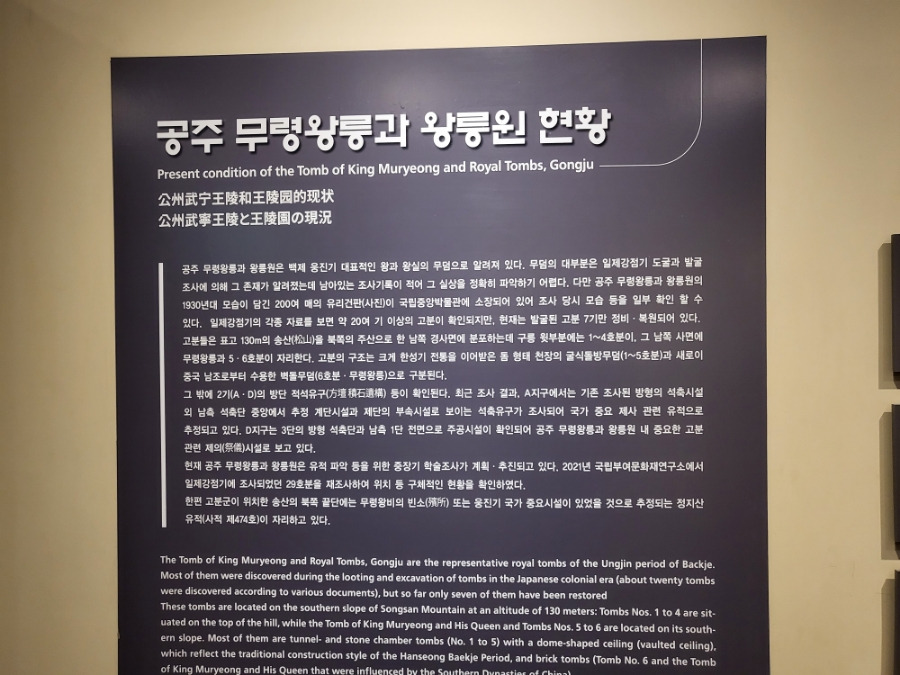 공주 무령왕릉과 왕릉원 현황
Present condition of the Tomb of King Muryeong and Royal Tombs, Gongju
公州武宁王陵和王陵园的现状
公州武寧王陵と王陵園の現況
공주 무령왕릉과 왕릉원은 백제 웅진기 대표적인 왕과 왕실의 무덤으로 알려져 있다. 무덤의 대부분은 일제강점기 도굴과 발굴
조사에 의해 그 존재가 알려졌는데 남아있는 조사기록이 적어 그 실상을 정확히 파악하기 어렵다. 다만 공주 무령왕릉과 왕릉원의
1930년대 모습이 담긴 200여 매의 유리건판(사진)이 국립중앙박물관에 소장되어 있어 조사 당시 모습 등을 일부 확인 할 수
있다. 일제강점기의 각종 자료를 보면 약 20여 기 이상의 고분이 확인되지만, 현재는 발굴된 고분 7기만 정비 · 복원되어 있다.
고분들은 표고 130m의 송산(松山)을 북쪽의 주산으로 한 남쪽 경사면에 분포하는데 구릉 윗부분에는 1~4호분이, 그 남쪽 사면에
무령왕릉과 5 · 6호분이 자리한다. 고분의 구조는 크게 한성기 전통을 이어받은 돔 형태 천장의 굴식돌방무덤(1~5호분)과 새로이
중국 남조로부터 수용한 벽돌무덤(6호분 · 무령왕릉)으로 구분된다.
그 밖에 2기(A · D)의 방단 적석유구(方壇積石遺構) 등이 확인된다. 최근 조사 결과, A지구에서는 기존 조사된 방형의 석축시설
외 남측 석축단 중앙에서 추정 계단시설과 제단의 부속시설로 보이는 석축유구가 조사되어 국가 중요 제사 관련 유적으로
추정되고 있다. D지구는 3단의 방형 석축단과 남측 1단 전면으로 주공시설이 확인되어 공주 무령왕릉과 왕릉원 내 중요한 고분
관련 제의(祭儀)시설로 보고 있다.
현재 공주 무령왕릉과 왕릉원은 유적 파악 등을 위한 중장기 학술조사가 계획 · 추진되고 있다. 2021년 국립부여문화재연구소에서
일제강점기에 조사되었던 29호분을 재조사하여 위치 등 구체적인 현황을 확인하였다.
한편 고분군이 위치한 송산의 북쪽 끝단에는 무령왕비의 빈소(殯所) 또는 웅진기 국가 중요시설이 있었을 것으로 추정되는 정지산
유적(사적 제474호)이 자리하고 있다.
The Tomb of King Muryeong and Royal Tombs, Gongju are the representative royal tombs of the Ungjin period of Backje.
Most of them were discovered during the looting and excavation of tombs in the Japanese colonial era (about twenty tombs
were discovered according to various documents), but so far only seven of them have been restored
These tombs are located on the southern slope of Songsan Mountain at an altitude of 130 meters: Tombs Nos. 1 to 4 are sit-
uated on the top of the hill, while the Tomb of King Muryeong and His Queen and Tombs Nos. 5 to 6 are located on its south-
ern slope. Most of them are tunnel- and stone chamber tombs (No. 1 to 5) with a dome-shaped ceiling (vaulted ceiling),
which reflect the traditional construction style of the Hanseong Baekje Period, and brick tombs (Tomb No. 6 and the Tomb
of King Muryeong and His Queen that were influenced by the Southern Dynasties of China).